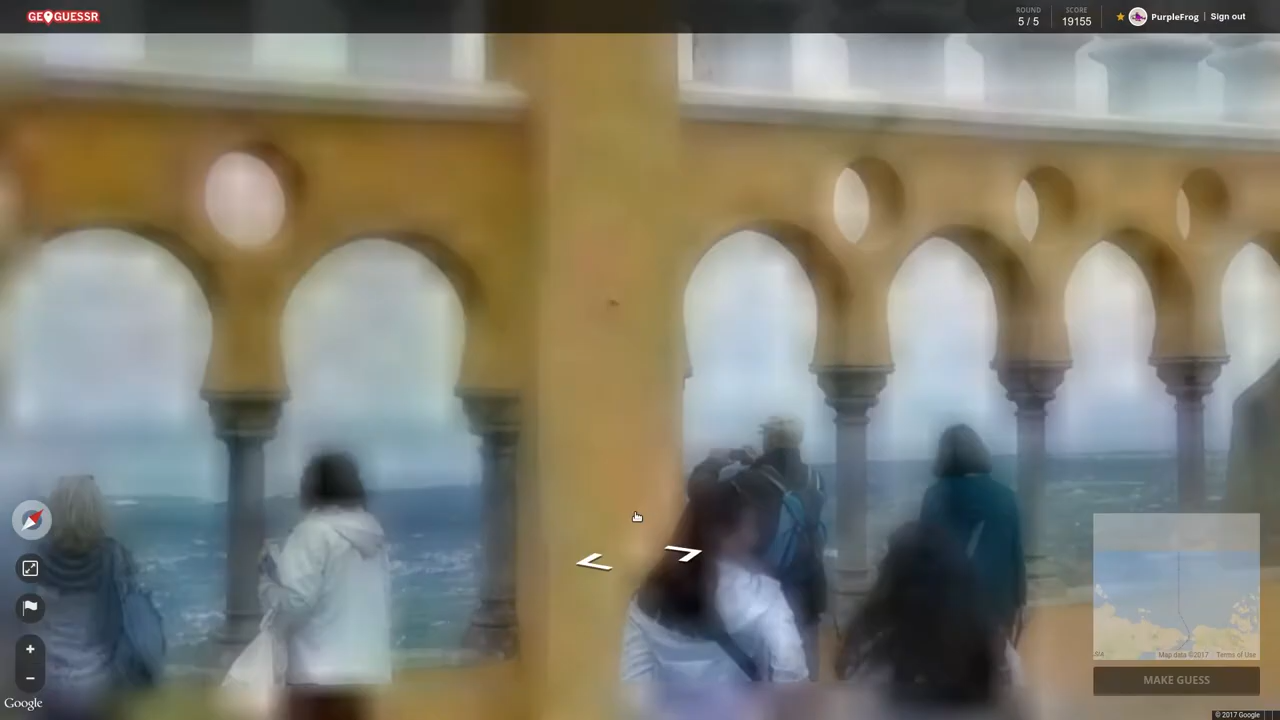 GEOGUESSR
ROUND
5 / 5
SCORE
19155
PurpleFrog
Sign out
Map data ©2017
Terms of Use
MAKE GUESS
Google
© 2017 Google